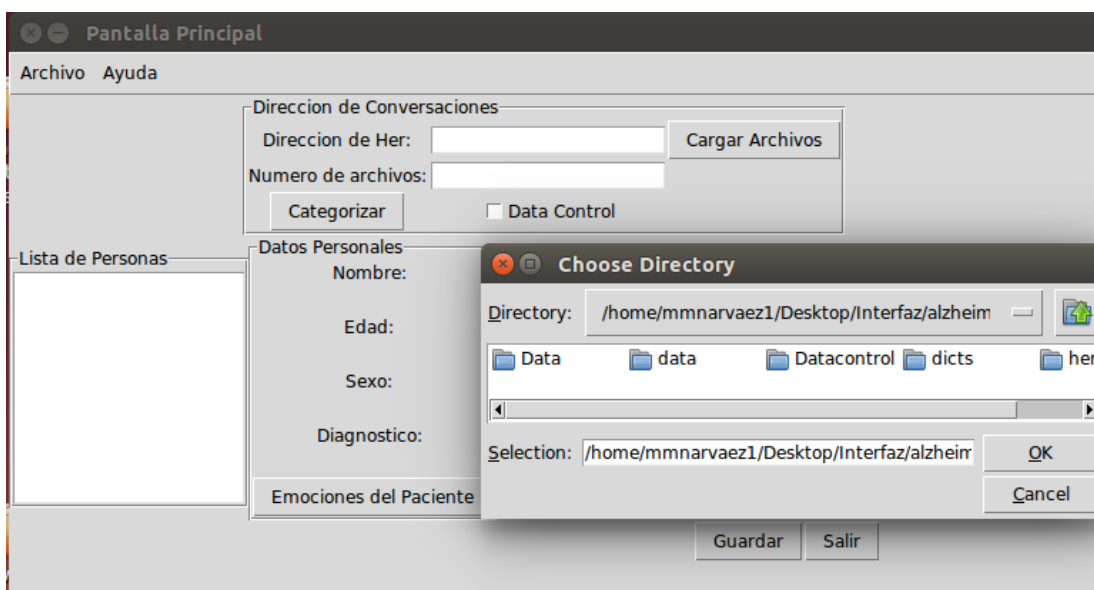 Pantalla Principal
Archivo Ayuda
Direccion de Conversaciones
Direccion de Her: Cargar Archivos
Numero de archivos:
Categorizar Data Control
Lista de Personas
Datos Personales
Nombre:
Edad:
Sexo:
Diagnostico:
Emociones del Paciente
Choose Directory
Directory: /home/mmnarvaez1/Desktop/Interfaz/alzheim
Data data Datacontrol dicts her
Selection: /home/mmnarvaez1/Desktop/Interfaz/alzheim OK
Cancel
Guardar Salir